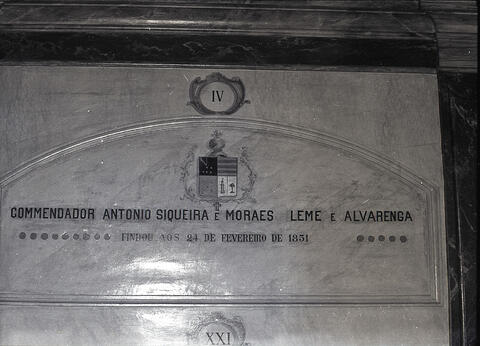 IV
COMMENDADOR ANTONIO SIQUEIRA E MORAES LEME E ALVARENGA
FINDOU AOS 24 DE FEVEREIRO DE 1851
XXI